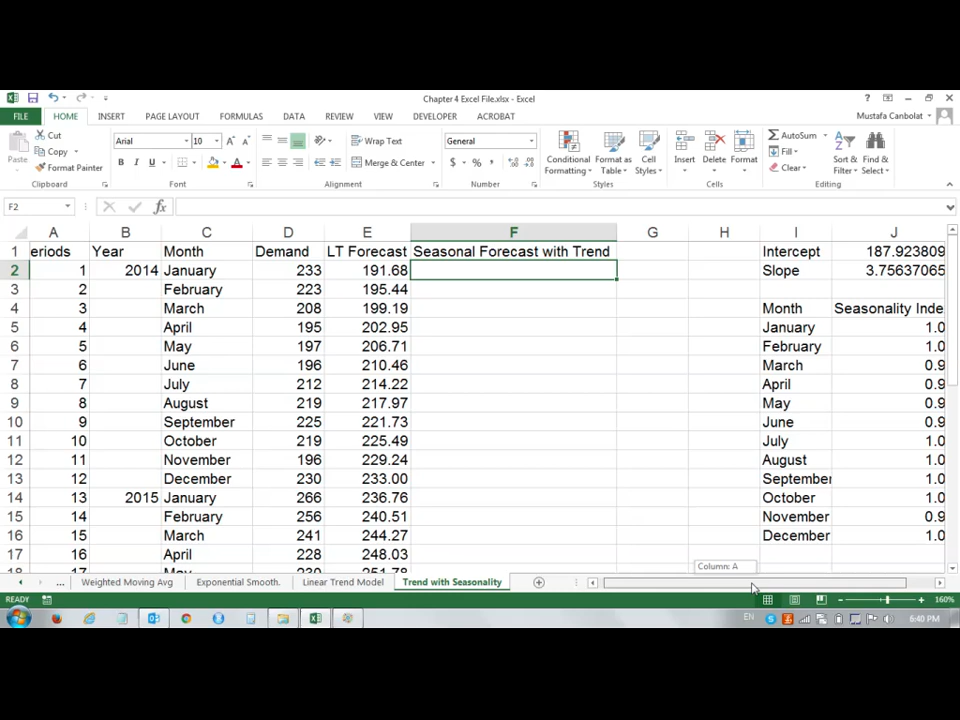 Chapter 4 Excel File.xlsx - Excel
FILE HOME INSERT PAGE LAYOUT FORMULAS DATA REVIEW VIEW DEVELOPER ACROBAT Mustafa Canbolat
Paste Cut Arial 10 Wrap Text General Conditional Format as Cell Insert Delete Format AutoSum Sort & Find &
Copy Fill
Format Painter Merge & Center Formatting Table Styles Clear Filter Select
Clipboard Font Alignment Number Styles Cells Editing
F2
A B C D E F G H I J
1 eriods Year Month Demand LT Forecast Seasonal Forecast with Trend Intercept 187.923809
2 1 2014 January 233 191.68 Slope 3.75637065
3 2 February 223 195.44
4 3 March 208 199.19 Month Seasonality Inde
5 4 April 195 202.95 January 1.0
6 5 May 197 206.71 February 1.0
7 6 June 196 210.46 March 0.9
8 7 July 212 214.22 April 0.9
9 8 August 219 217.97 May 0.9
10 9 September 225 221.73 June 0.9
11 10 October 219 225.49 July 1.0
12 11 November 196 229.24 August 1.0
13 12 December 230 233.00 September 1.0
14 13 2015 January 266 236.76 October 1.0
15 14 February 256 240.51 November 0.9
16 15 March 241 244.27 December 1.0
17 16 April 228 248.03
18 17 May 230 251.78
Column: A
... Weighted Moving Avg Exponential Smooth. Linear Trend Model Trend with Seasonality
READY 160%
EN 6:40 PM